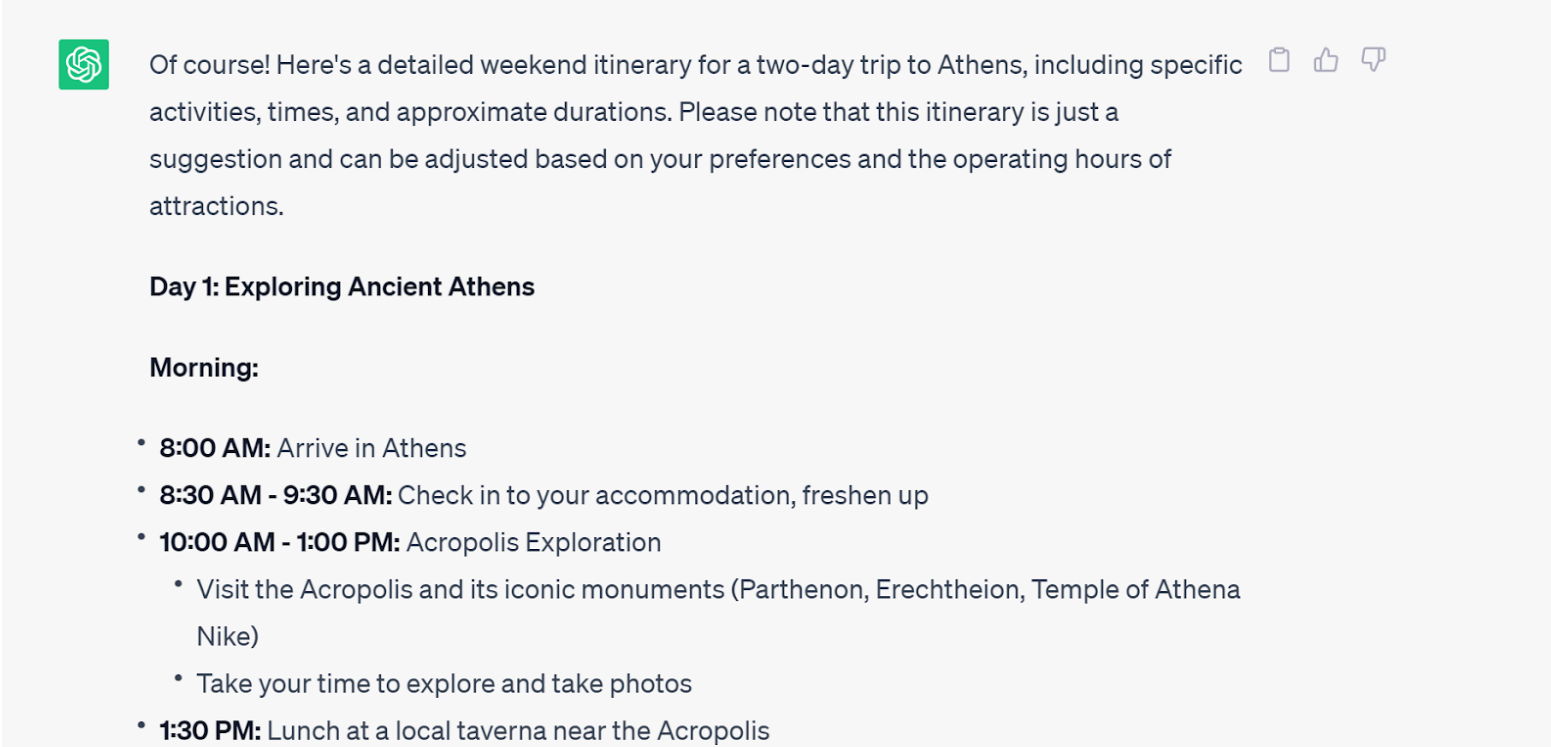 Of course! Here's a detailed weekend itinerary for a two-day trip to Athens, including specific
activities, times, and approximate durations. Please note that this itinerary is just a
suggestion and can be adjusted based on your preferences and the operating hours of
attractions.
Day 1: Exploring Ancient Athens
Morning:
• 8:00 AM: Arrive in Athens
• 8:30 AM - 9:30 AM: Check in to your accommodation, freshen up
• 10:00 AM - 1:00 PM: Acropolis Exploration
• Visit the Acropolis and its iconic monuments (Parthenon, Erechtheion, Temple of Athena
Nike)
• Take your time to explore and take photos
• 1:30 PM: Lunch at a local taverna near the Acropolis